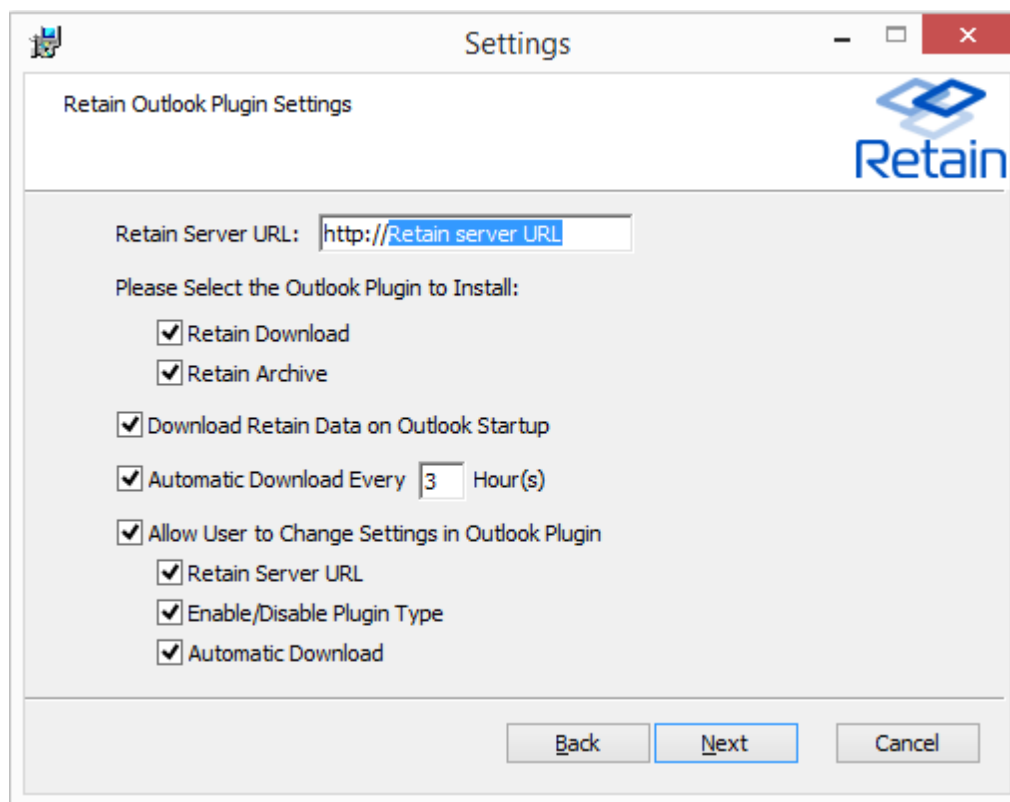 Settings
Retain Outlook Plugin Settings
Retain
Retain Server URL: http://Retain server URL
Please Select the Outlook Plugin to Install:
Retain Download
Retain Archive
Download Retain Data on Outlook Startup
Automatic Download Every 3 Hour(s)
Allow User to Change Settings in Outlook Plugin
Retain Server URL
Enable/Disable Plugin Type
Automatic Download
Back Next Cancel